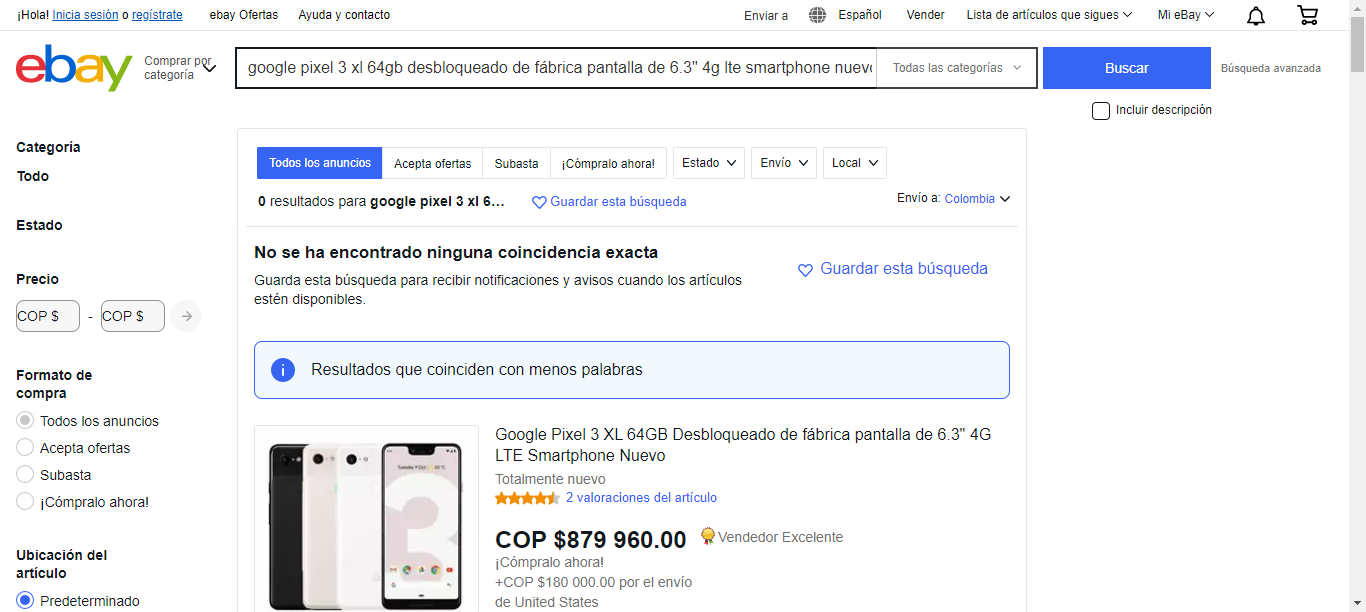 ¡Hola! Inicia sesión o regístrate ebay Ofertas Ayuda y contacto Enviar a Español Vender Lista de artículos que sigues Mi eBay
ebay Comprar por categoría google pixel 3 xl 64gb desbloqueado de fábrica pantalla de 6.3" 4g lte smartphone nuevo Todas las categorías Buscar Búsqueda avanzada
Incluir descripción
Categoría
Todo
Estado
Precio
COP $ - COP $
Formato de
compra
Todos los anuncios
Acepta ofertas
Subasta
¡Cómpralo ahora!
Ubicación del
artículo
Predeterminado
Todos los anuncios Acepta ofertas Subasta ¡Cómpralo ahora! Estado Envío Local
0 resultados para google pixel 3 xl 6... Guardar esta búsqueda Envío a: Colombia
No se ha encontrado ninguna coincidencia exacta
Guarda esta búsqueda para recibir notificaciones y avisos cuando los artículos
estén disponibles.
Guardar esta búsqueda
Resultados que coinciden con menos palabras
Google Pixel 3 XL 64GB Desbloqueado de fábrica pantalla de 6.3" 4G
LTE Smartphone Nuevo
Totalmente nuevo
2 valoraciones del artículo
COP $879 960.00 Vendedor Excelente
¡Cómpralo ahora!
+COP $180 000.00 por el envío
de United States